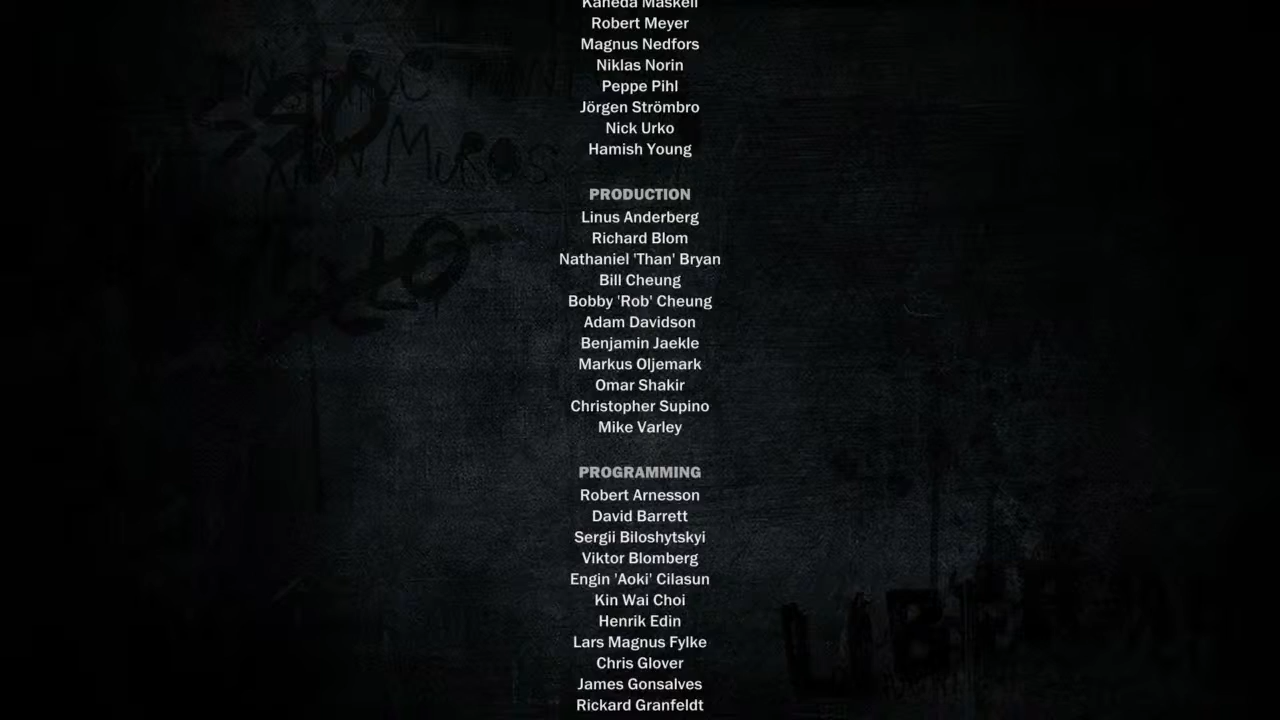 Kaneda Maskell
Robert Meyer
Magnus Nedfors
Niklas Norin
Peppe Pihl
Jörgen Strömbro
Nick Urko
Hamish Young
PRODUCTION
Linus Anderberg
Richard Blom
Nathaniel 'Than' Bryan
Bill Cheung
Bobby 'Rob' Cheung
Adam Davidson
Benjamin Jaekle
Markus Oljemark
Omar Shakir
Christopher Supino
Mike Varley
PROGRAMMING
Robert Arnesson
David Barrett
Sergii Biloshytskyi
Viktor Blomberg
Engin 'Aoki' Cilasun
Kin Wai Choi
Henrik Edin
Lars Magnus Fylke
Chris Glover
James Gonsalves
Rickard Granfeldt
MUROS